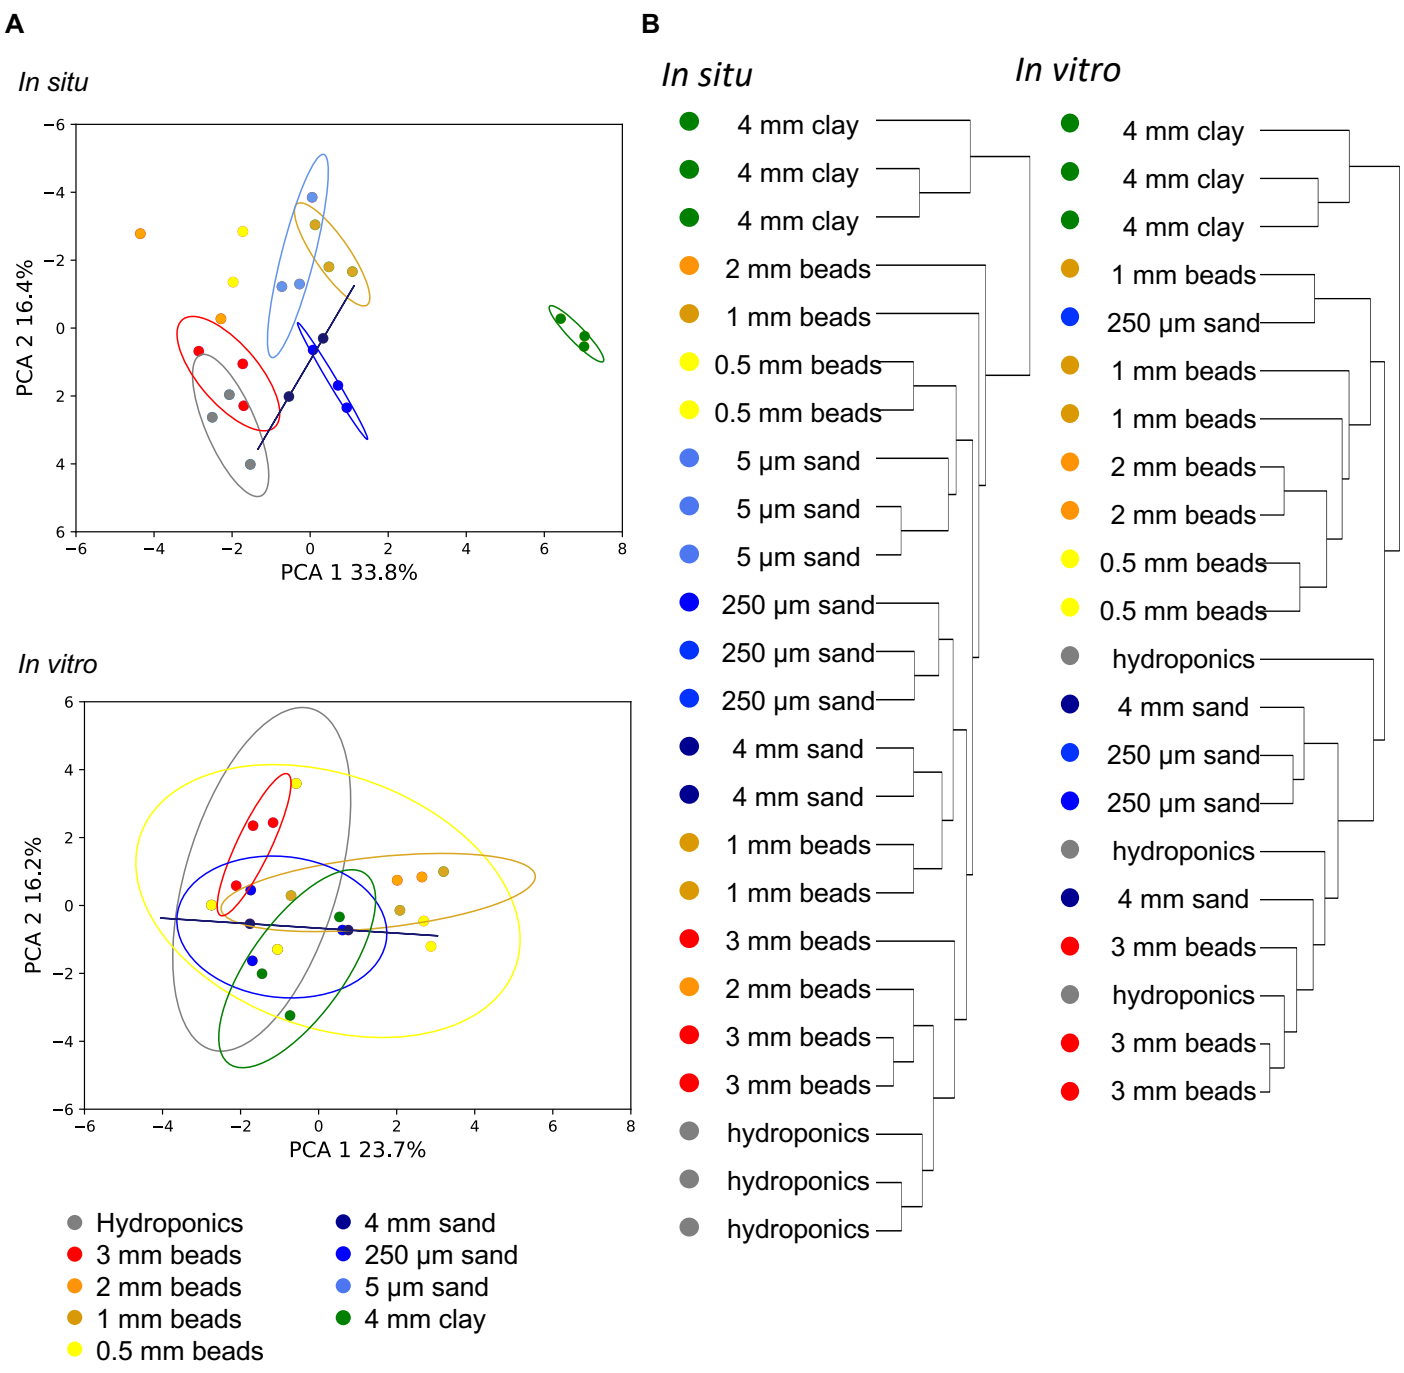 A
In situ
−6
−4
−2
0
2
4
6
−6 −4 −2 0 2 4 6 8
PCA 2 16.4%
PCA 1 33.8%
In vitro
6
4
2
0
−2
−4
−6
−6 −4 −2 0 2 4 6 8
PCA 2 16.2%
PCA 1 23.7%
Hydroponics
3 mm beads
2 mm beads
1 mm beads
0.5 mm beads
4 mm sand
250 µm sand
5 µm sand
4 mm clay
B
In situ
4 mm clay
4 mm clay
4 mm clay
2 mm beads
1 mm beads
0.5 mm beads
0.5 mm beads
5 µm sand
5 µm sand
5 µm sand
250 µm sand
250 µm sand
250 µm sand
4 mm sand
4 mm sand
1 mm beads
1 mm beads
3 mm beads
2 mm beads
3 mm beads
3 mm beads
hydroponics
hydroponics
hydroponics
In vitro
4 mm clay
4 mm clay
4 mm clay
1 mm beads
250 µm sand
1 mm beads
1 mm beads
2 mm beads
2 mm beads
0.5 mm beads
0.5 mm beads
hydroponics
4 mm sand
250 µm sand
250 µm sand
hydroponics
4 mm sand
3 mm beads
hydroponics
3 mm beads
3 mm beads